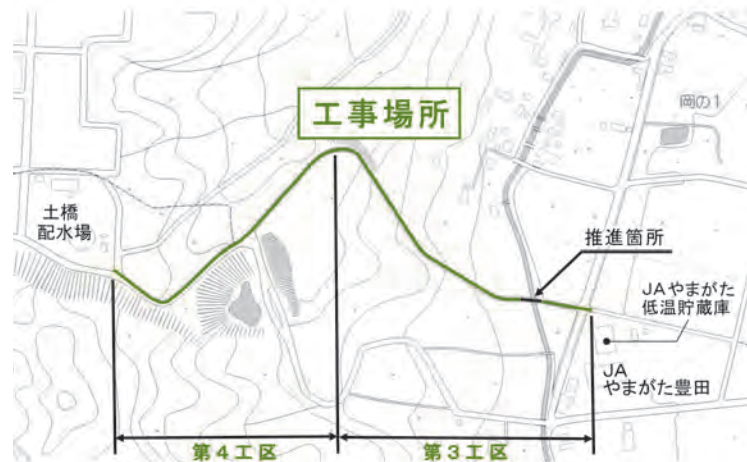 工事場所
岡の1
土橋
配水場
推進箇所
JAやまがた
低温貯蔵庫
JA
やまがた豊田
第4工区
第3工区